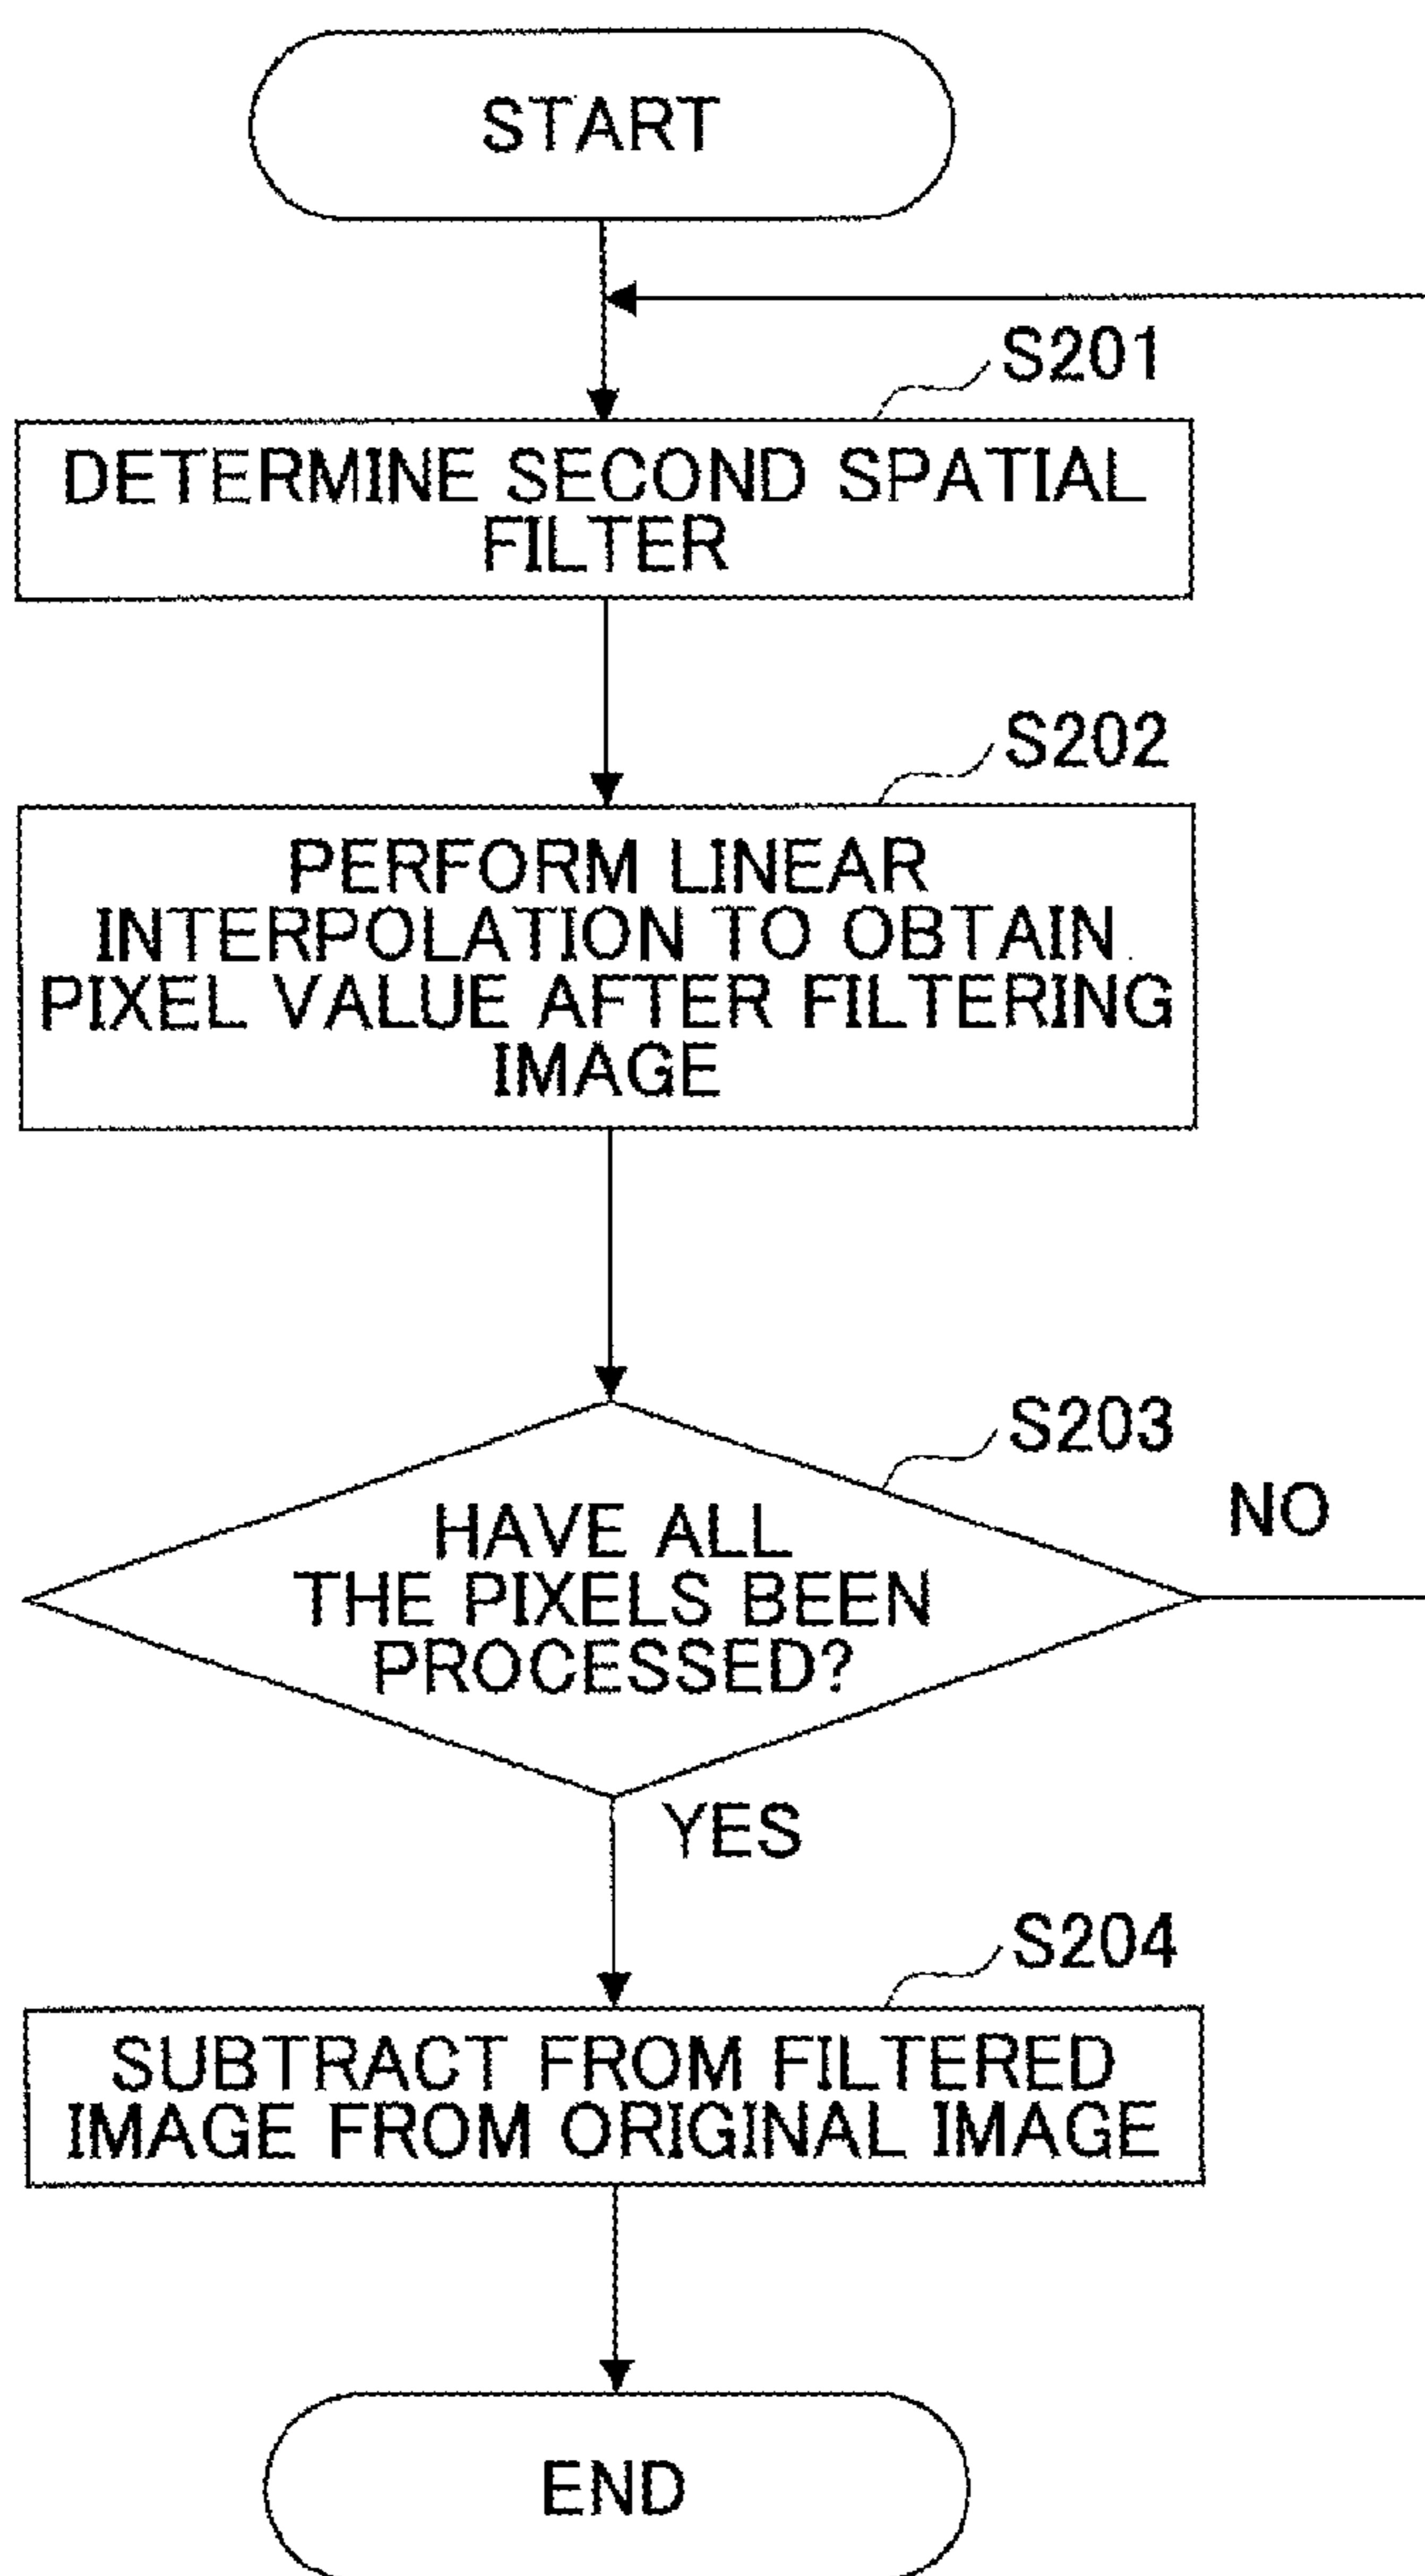 START
S201
DETERMINE SECOND SPATIAL
FILTER
S202
PERFORM LINEAR
INTERPOLATION TO OBTAIN
PIXEL VALUE AFTER FILTERING
IMAGE
S203
HAVE ALL
THE PIXELS BEEN
PROCESSED?
NO
YES
S204
SUBTRACT FROM FILTERED
IMAGE FROM ORIGINAL IMAGE
END